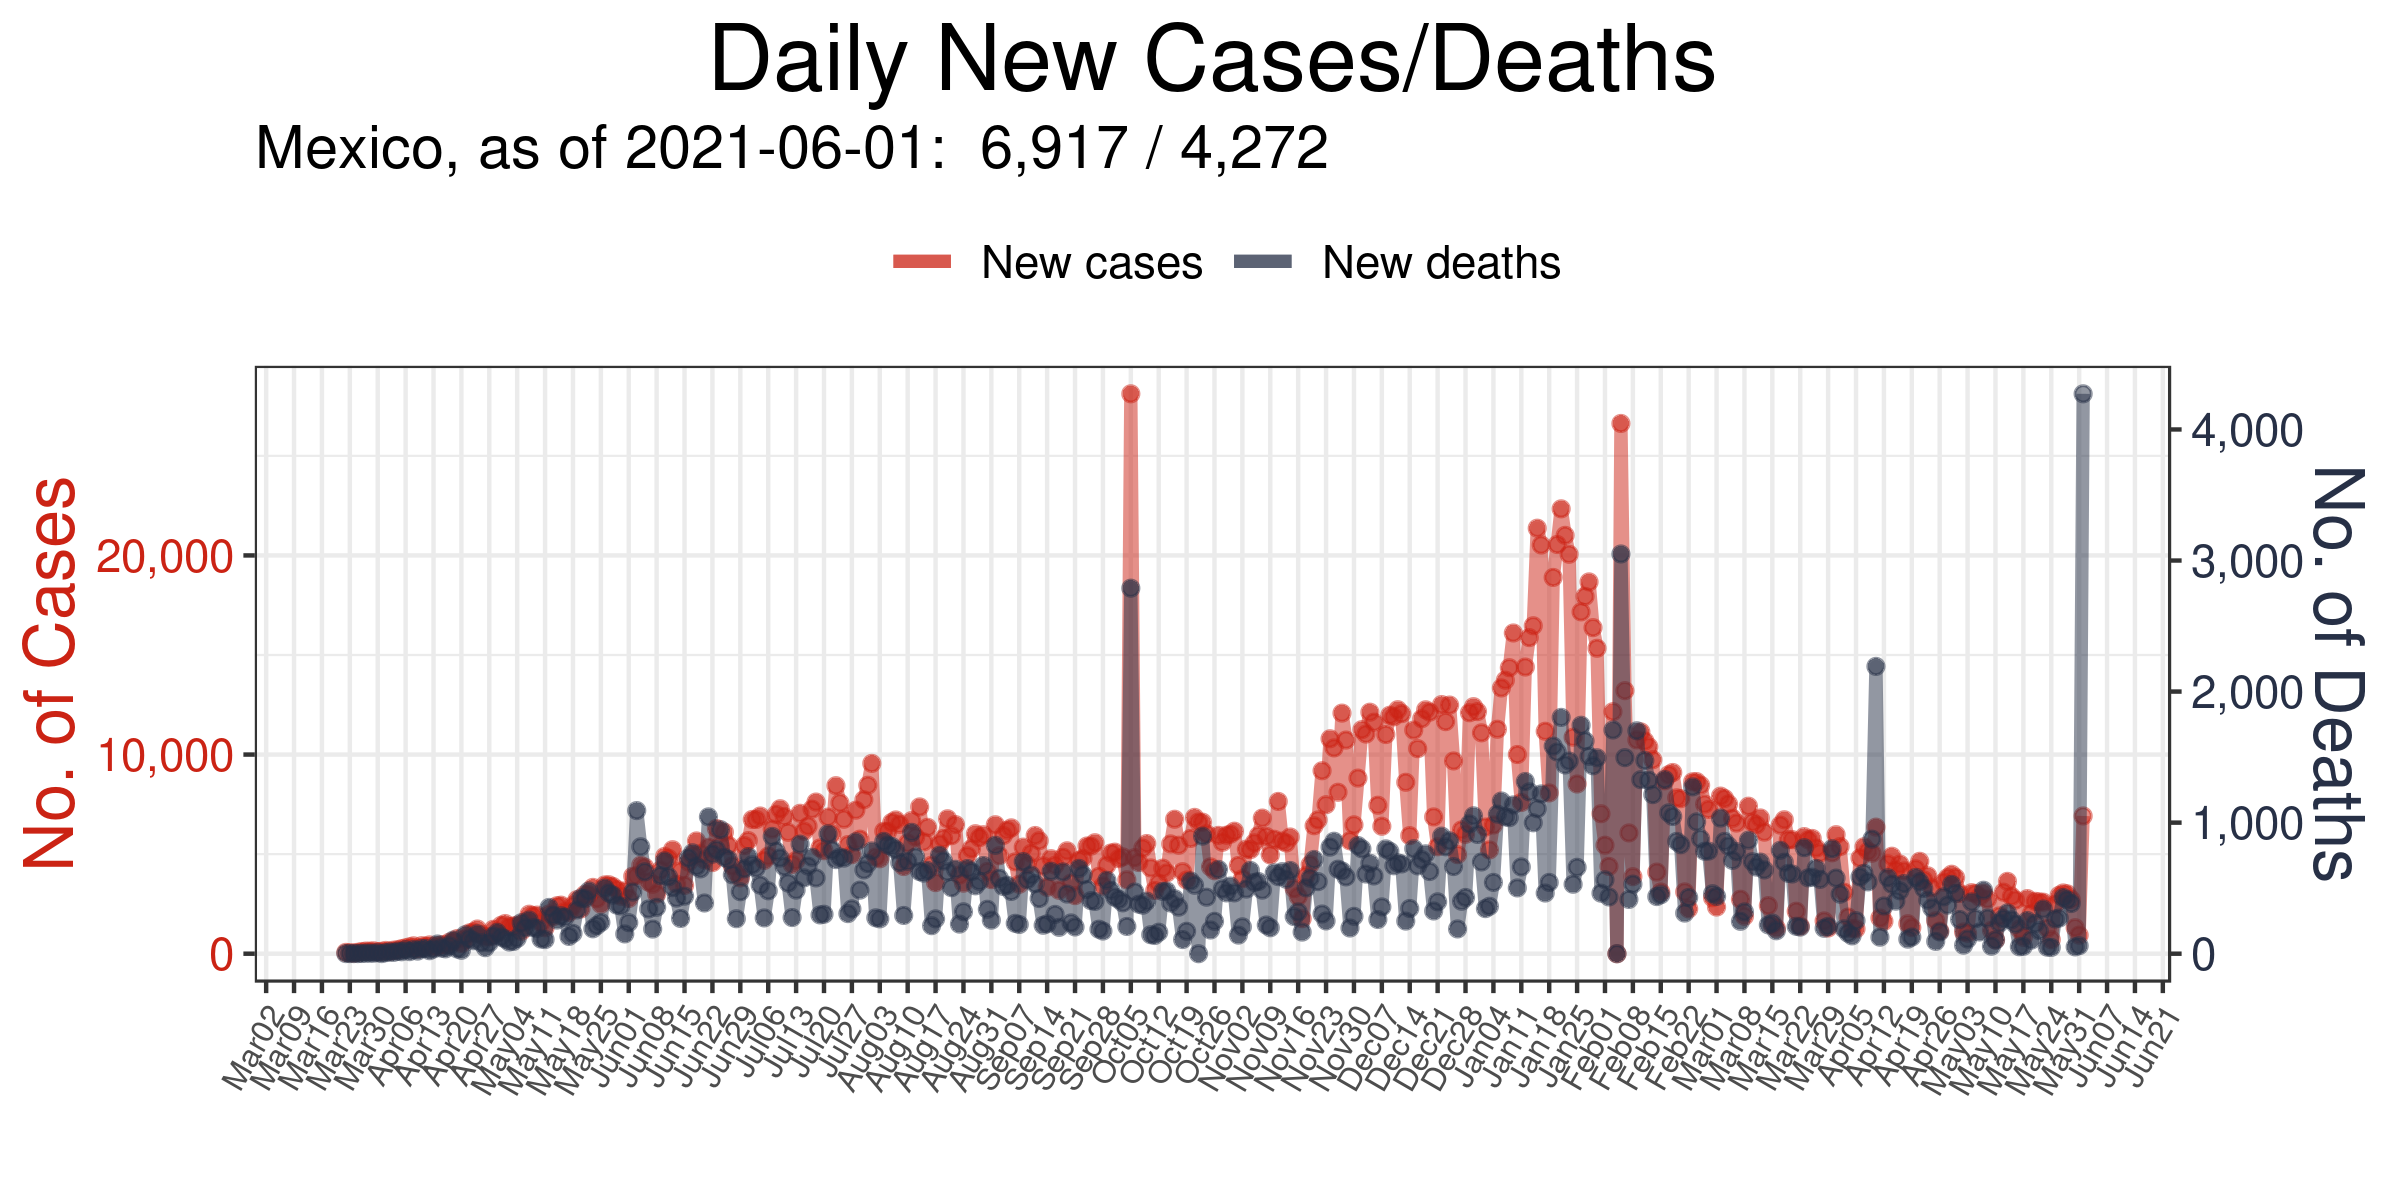 Daily New Cases/Deaths
Mexico, as of 2021-06-01:  6,917 / 4,272
New cases
New deaths
No. of Cases
20,000
10,000
0
4,000
3,000
2,000
1,000
0
No. of Deaths
Mar02
Mar09
Mar16
Mar23
Mar30
Apr06
Apr13
Apr20
Apr27
May04
May11
May18
May25
Jun01
Jun08
Jun15
Jun22
Jun29
Jul06
Jul13
Jul20
Jul27
Aug03
Aug10
Aug17
Aug24
Aug31
Sep07
Sep14
Sep21
Sep28
Oct05
Oct12
Oct19
Oct26
Nov02
Nov09
Nov16
Nov23
Nov30
Dec07
Dec14
Dec21
Dec28
Jan04
Jan11
Jan18
Jan25
Feb01
Feb08
Feb15
Feb22
Mar01
Mar08
Mar15
Mar22
Mar29
Apr05
Apr12
Apr19
Apr26
May03
May10
May17
May24
May31
Jun07
Jun14
Jun21